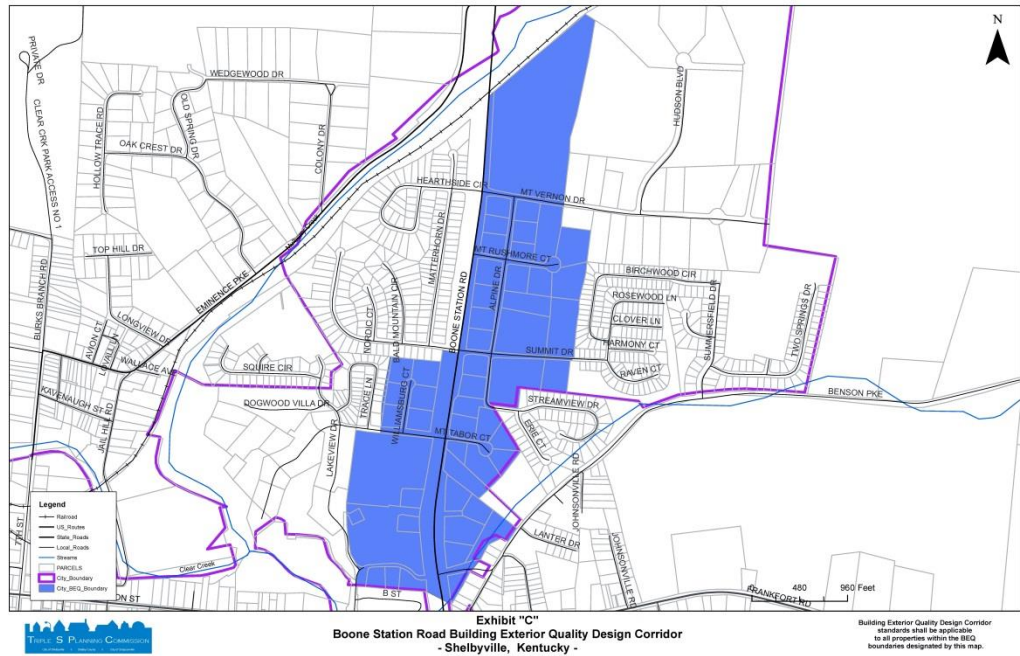 N
PRIVATE DR
CLEAR CRK PARK ACCESS NO 1
WEDGEWOOD DR
HOLLOW TRACE RD
OLD SPRING DR
OAK CREST DR
COLONY DR
HUDSON BLVD
HEARTHSIDE CIR
MT VERNON DR
MATTERHORN DR
TOP HILL DR
MT RUSHMORE CT
BURKS BRANCH RD
EMINENCE PKE
BOONE STATION RD
ALPINE DR
BIRCHWOOD CIR
ROSEWOOD LN
CLOVER LN
SUMMERSFIELD DR
TWO SPRINGS DR
LONGVIEW DR
AVION CT
NORDIC CT
BALD MOUNTAIN DR
HARMONY CT
SUMMIT DR
WALLACE AVE
SQUIRE CIR
RAVEN CT
KAVENAUGH ST
TRACE LN
WILLIAMSBURG CT
DOGWOOD VILLA DR
STREAMVIEW DR
BENSON PKE
JAIL HILL RD
LAKEVIEW DR
MT TABOR CT
ERIE CT
JOHNSONVILLE RD
LANTER DR
JOHNSONVILLE RD
7TH ST
Clear Creek
B ST
FRANKFORT RD
ON ST
Legend
Railroad
US_Routes
State_Roads
Local_Roads
Streams
PARCELS
City_Boundary
City_BEQ_Boundary
480 960 Feet
TRIPLE S PLANNING COMMISSION
Exhibit "C"
Boone Station Road Building Exterior Quality Design Corridor
- Shelbyville, Kentucky -
Building Exterior Quality Design Corridor
standards shall be applicable
to all properties within the BEQ
boundaries designated by this map.